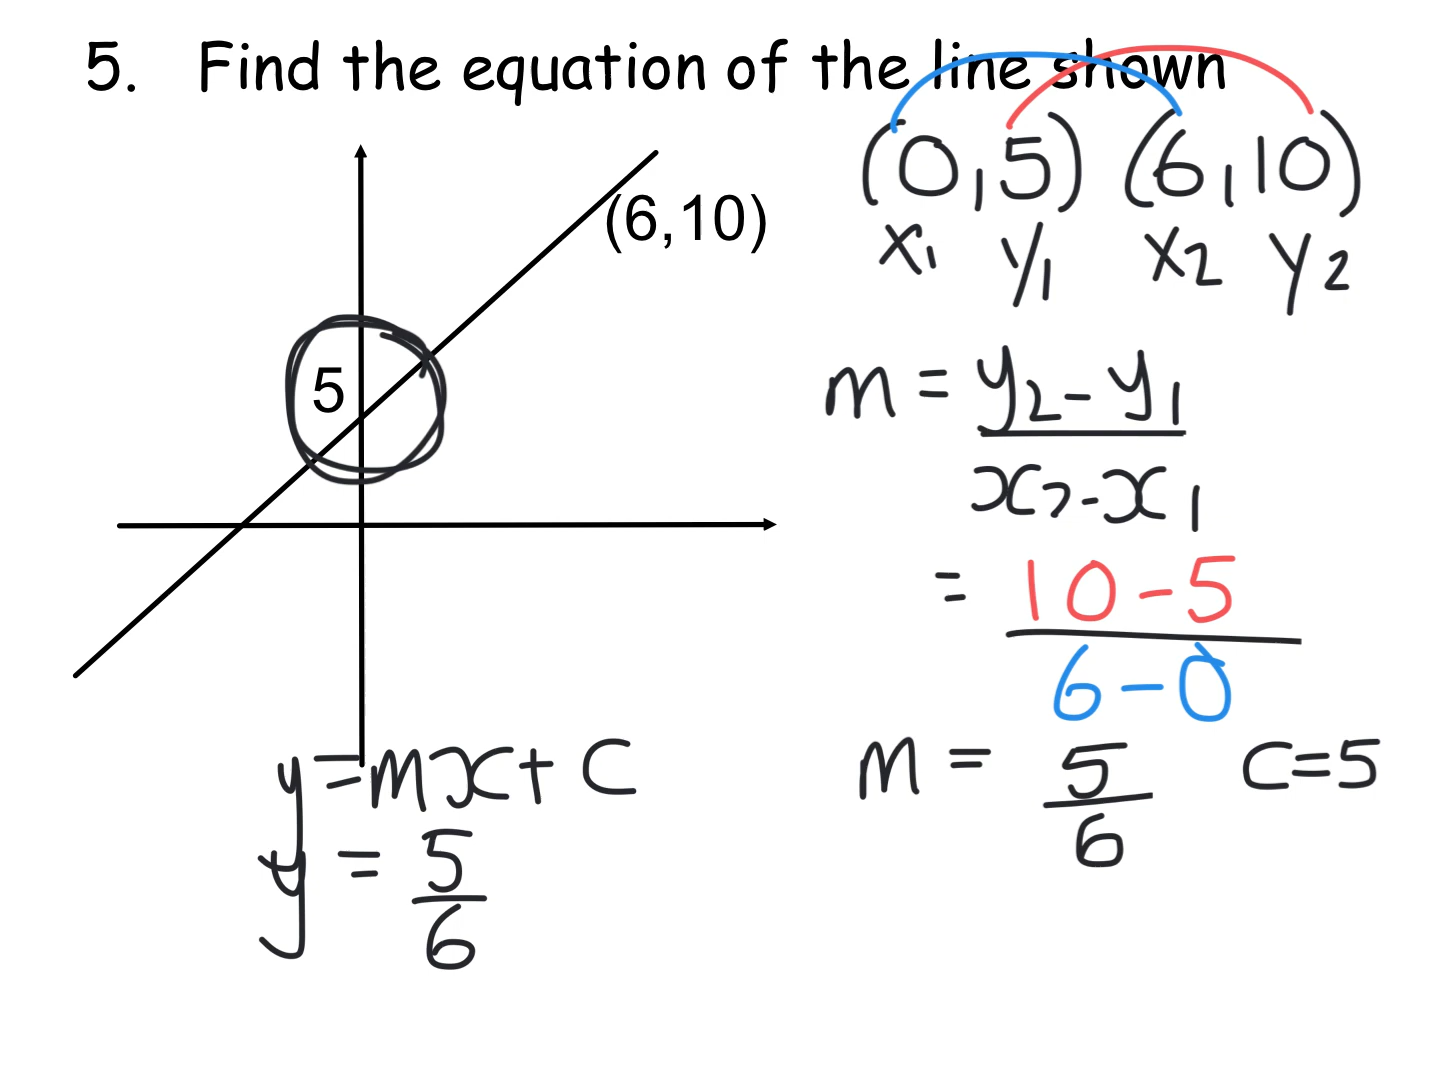 5. Find the equation of the line shown
(0,5) (6,10)
x1 y1 x2 y2
(6,10)
5
m = y2 - y1
x2 - x1
= 10 - 5
6 - 0
m = 5
6
c = 5
y = mx + c
y = 5
6